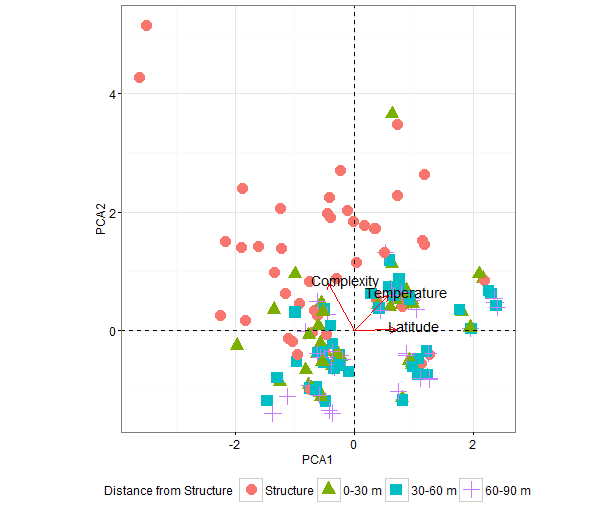 4
2
0
PCA2
Complexity
Temperature
Latitude
-2 0 2
PCA1
Distance from Structure Structure 0-30 m 30-60 m 60-90 m